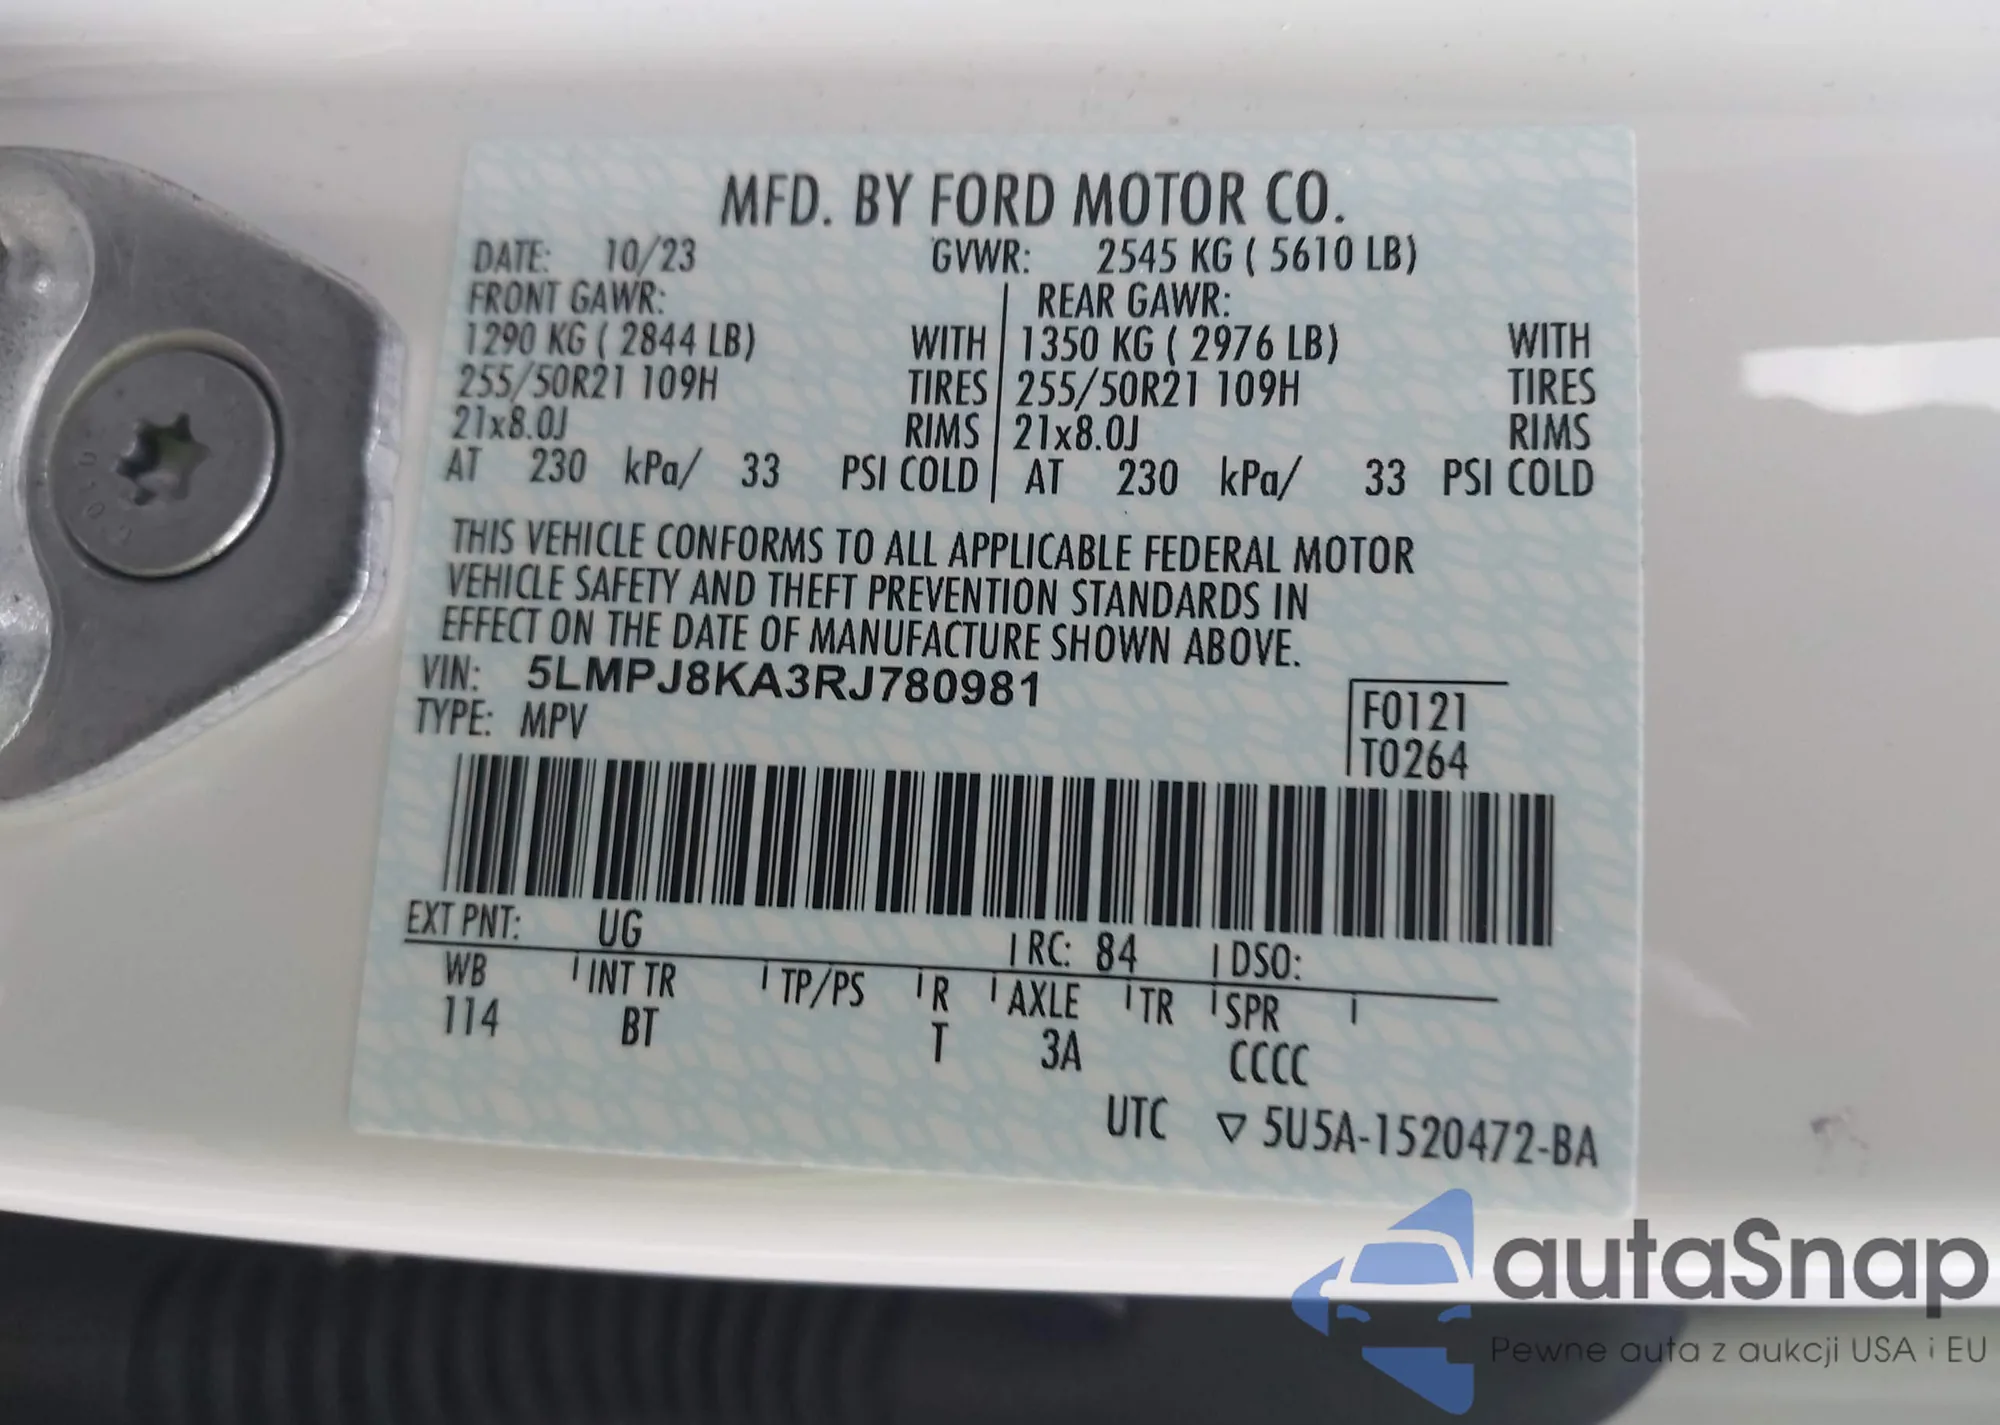 MFD. BY FORD MOTOR CO.
DATE: 10/23 GVWR: 2545 KG ( 5610 LB)
FRONT GAWR: REAR GAWR:
1290 KG ( 2844 LB) WITH 1350 KG ( 2976 LB) WITH
255/50R21 109H TIRES 255/50R21 109H TIRES
21x8.0J RIMS 21x8.0J RIMS
AT 230 kPa/ 33 PSI COLD AT 230 kPa/ 33 PSI COLD
THIS VEHICLE CONFORMS TO ALL APPLICABLE FEDERAL MOTOR
VEHICLE SAFETY AND THEFT PREVENTION STANDARDS IN
EFFECT ON THE DATE OF MANUFACTURE SHOWN ABOVE.
VIN: 5LMPJ8KA3RJ780981
TYPE: MPV
F0121
T0264
EXT PNT: UG RC: 84 DSO:
WB INT TR TP/PS R AXLE TR SPR
114 BT T 3A CCCC
UTC ▽ 5U5A-1520472-BA
autaSnap
Pewne auta z aukcji USA i EU